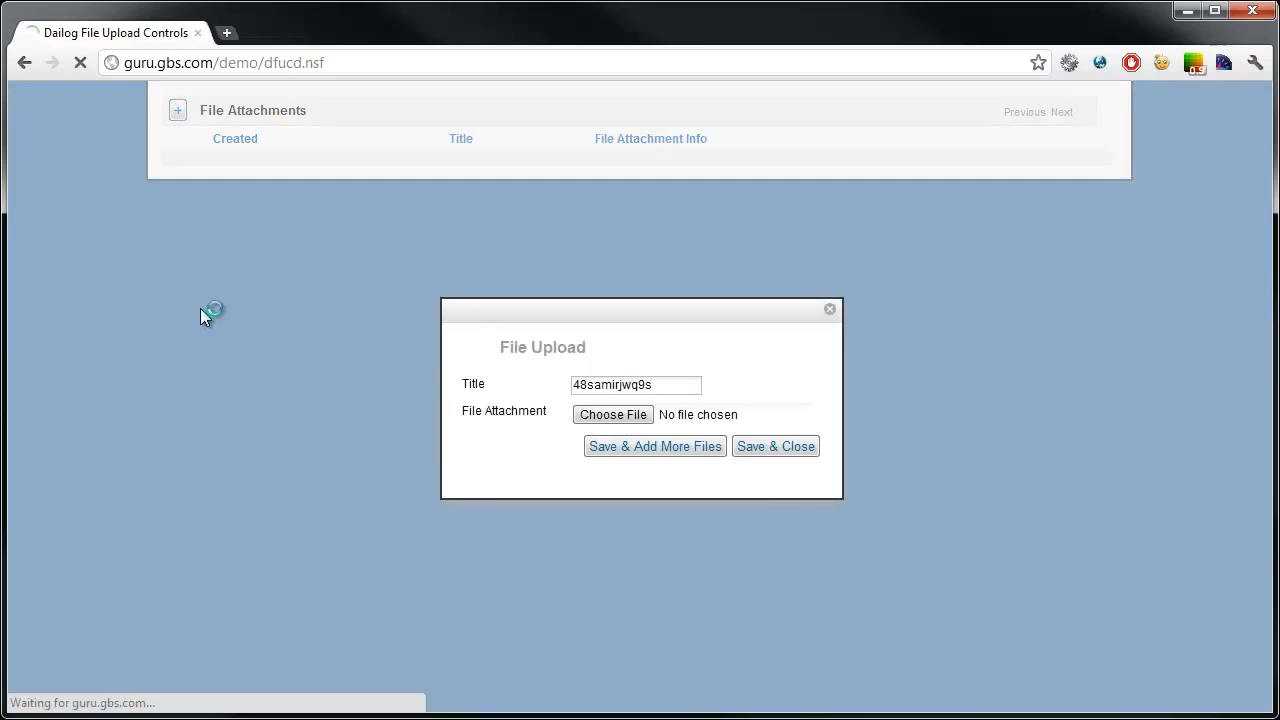 Dailog File Upload Controls
guru.gbs.com/demo/dfucd.nsf
0.9
File Attachments
Previous Next
Created Title File Attachment Info
File Upload
Title 48samirjwq9s
File Attachment Choose File No file chosen
Save & Add More Files Save & Close
Waiting for guru.gbs.com...